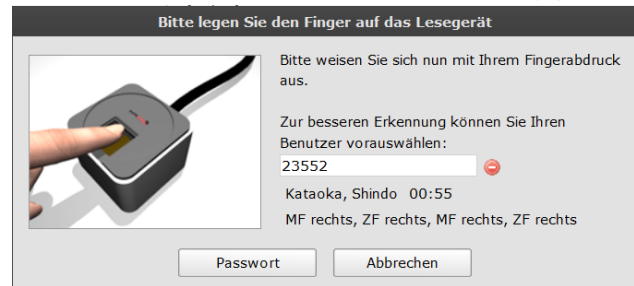 Bitte legen Sie den Finger auf das Lesegerät
Bitte weisen Sie sich nun mit Ihrem Fingerabdruck
aus.
Zur besseren Erkennung können Sie Ihren
Benutzer vorauswählen:
23552
Kataoka, Shindo 00:55
MF rechts, ZF rechts, MF rechts, ZF rechts
Passwort Abbrechen